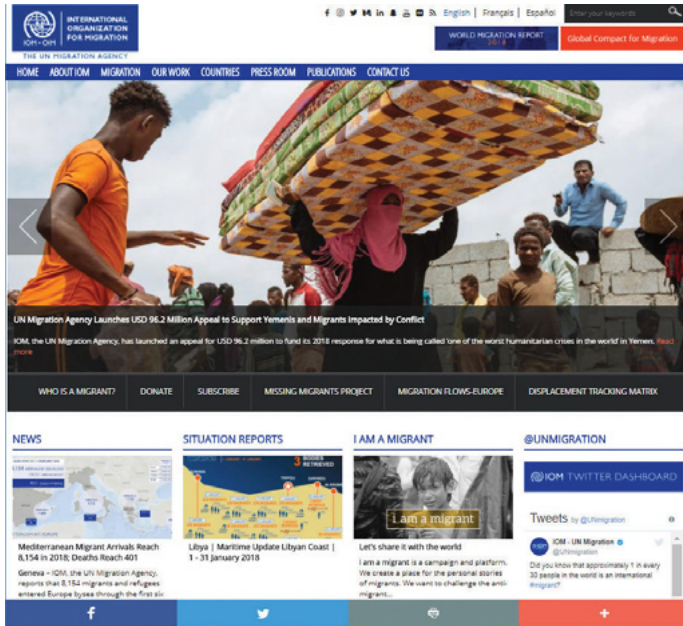 INTERNATIONAL
ORGANIZATION
FOR MIGRATION
IOM • OIM
THE UN MIGRATION AGENCY
English | Français | Español
Enter your keywords
WORLD MIGRATION REPORT
2018
Global Compact for Migration
HOME ABOUT IOM MIGRATION OUR WORK COUNTRIES PRESS ROOM PUBLICATIONS CONTACT US
UN Migration Agency Launches USD 96.2 Million Appeal to Support Yemenis and Migrants Impacted by Conflict
IOM, the UN Migration Agency, has launched an appeal for USD 96.2 million to fund its 2018 response for what is being called 'one of the worst humanitarian crises in the world' in Yemen. Read
more
WHO IS A MIGRANT? DONATE SUBSCRIBE MISSING MIGRANTS PROJECT MIGRATION FLOWS-EUROPE DISPLACEMENT TRACKING MATRIX
NEWS
Mediterranean Migrant Arrivals Reach
8,154 in 2018; Deaths Reach 401
Geneva – IOM, the UN Migration Agency,
reports that 8,154 migrants and refugees
entered Europe bysea through the first six
SITUATION REPORTS
3 BODIES
RETRIEVED
Libya | Maritime Update Libyan Coast |
1 - 31 January 2018
I AM A MIGRANT
i am a migrant
Let's share it with the world
i am a migrant is a campaign and platform.
We create a place for the personal stories
of migrants. We want to challenge the anti-
migrant...
@UNMIGRATION
IOM TWITTER DASHBOARD
Tweets by @UNmigration
IOM - UN Migration
@UNmigration
Did you know that approximately 1 in every
30 people in the world is an international
#migrant?